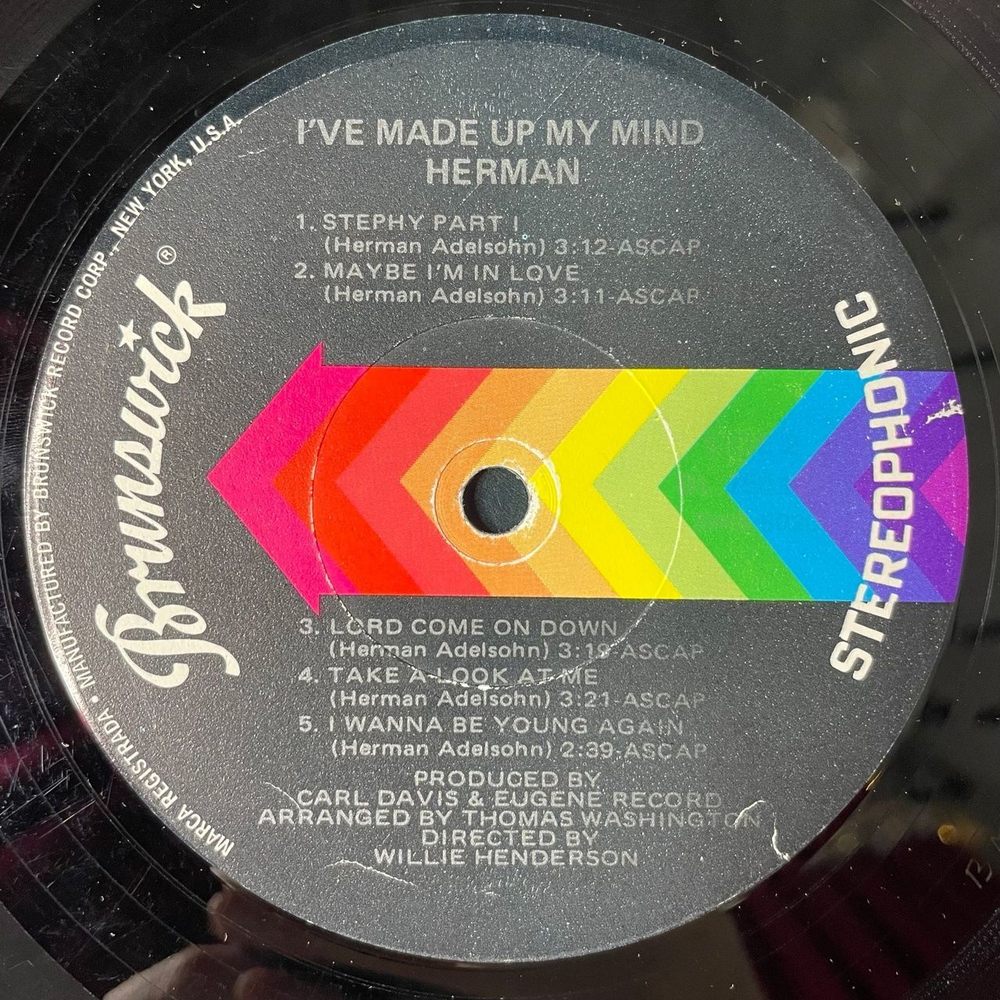 I'VE MADE UP MY MIND
HERMAN
1. STEPHY PART I
(Herman Adelsohn) 3:12-ASCAP
2. MAYBE I'M IN LOVE
(Herman Adelsohn) 3:11-ASCAP
Brunswick ®
STEREOPHONIC
3. LORD COME ON DOWN
(Herman Adelsohn) 3:19-ASCAP
4. TAKE A LOOK AT ME
(Herman Adelsohn) 3:21-ASCAP
5. I WANNA BE YOUNG AGAIN
(Herman Adelsohn) 2:39-ASCAP
PRODUCED BY
CARL DAVIS & EUGENE RECORD
ARRANGED BY THOMAS WASHINGTON
DIRECTED BY
WILLIE HENDERSON
MARCA REGISTRADA • MANUFACTURED BY BRUNSWICK RECORD CORP., NEW YORK, U.S.A.